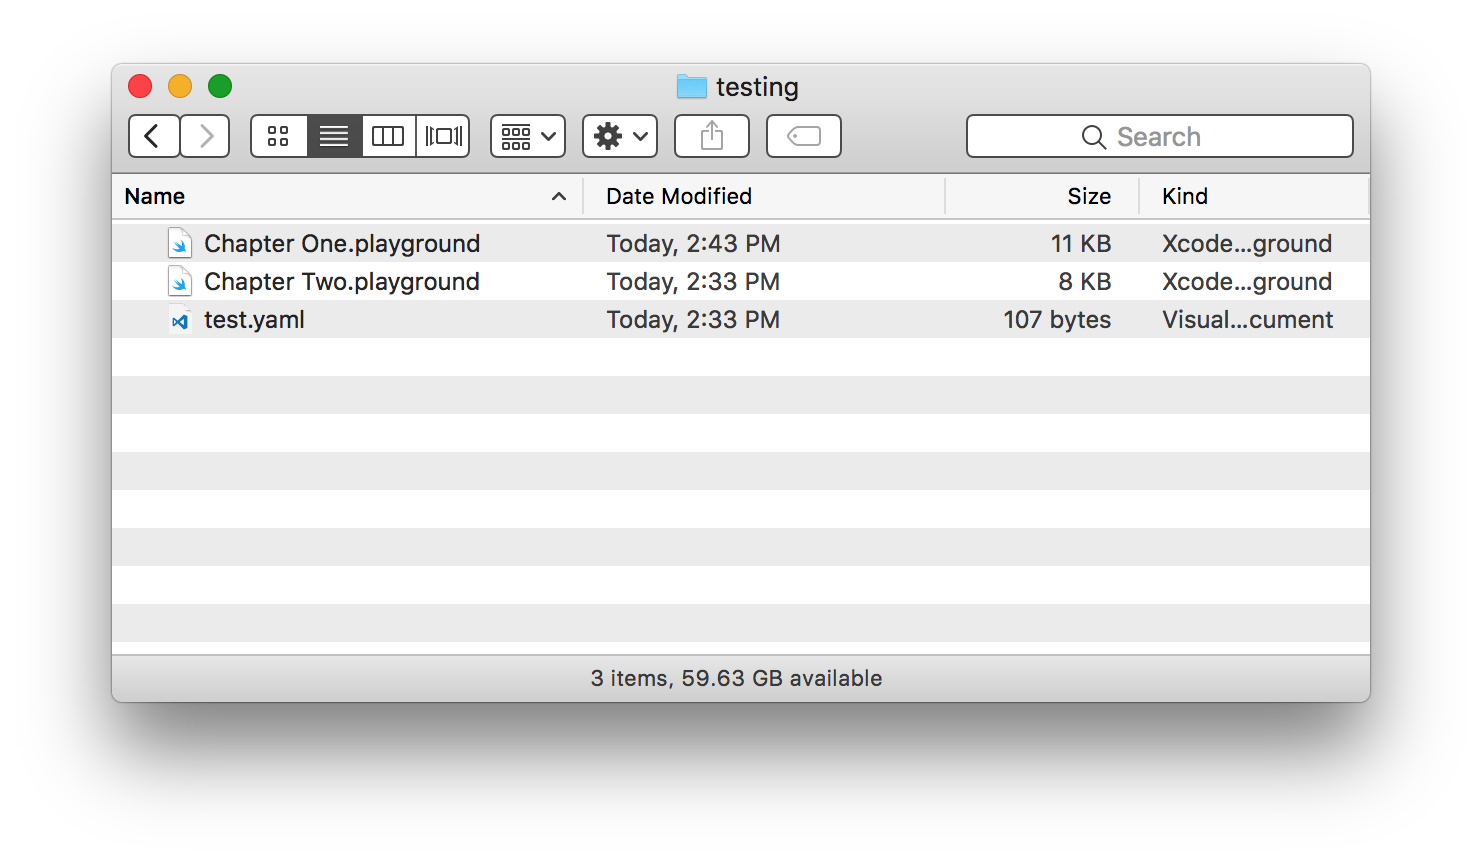 testing
Search
Name Date Modified Size Kind
Chapter One.playground Today, 2:43 PM 11 KB Xcode...ground
Chapter Two.playground Today, 2:33 PM 8 KB Xcode...ground
test.yaml Today, 2:33 PM 107 bytes Visual...cument
3 items, 59.63 GB available